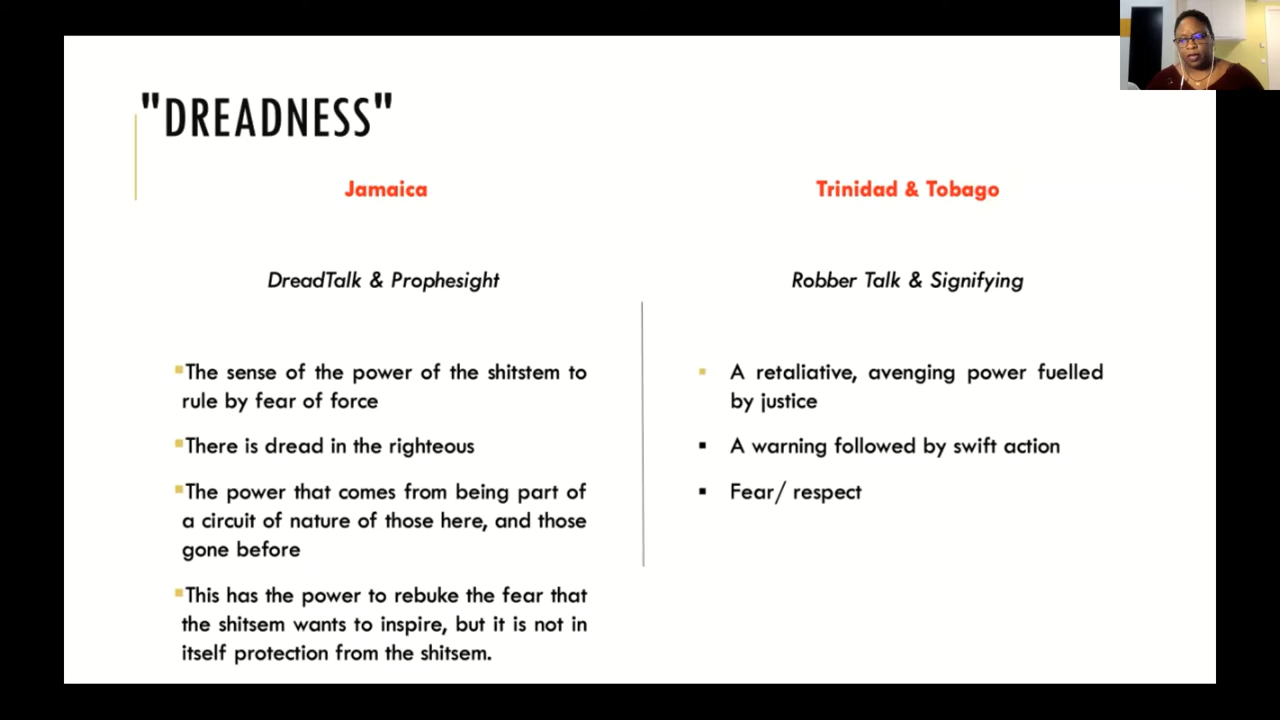 "DREADNESS"
Jamaica
DreadTalk & Prophesight
▪The sense of the power of the shitstem to
rule by fear of force
▪There is dread in the righteous
▪The power that comes from being part of
a circuit of nature of those here, and those
gone before
▪This has the power to rebuke the fear that
the shitsem wants to inspire, but it is not in
itself protection from the shitsem.
Trinidad & Tobago
Robber Talk & Signifying
▪ A retaliative, avenging power fuelled
by justice
▪ A warning followed by swift action
▪ Fear/ respect